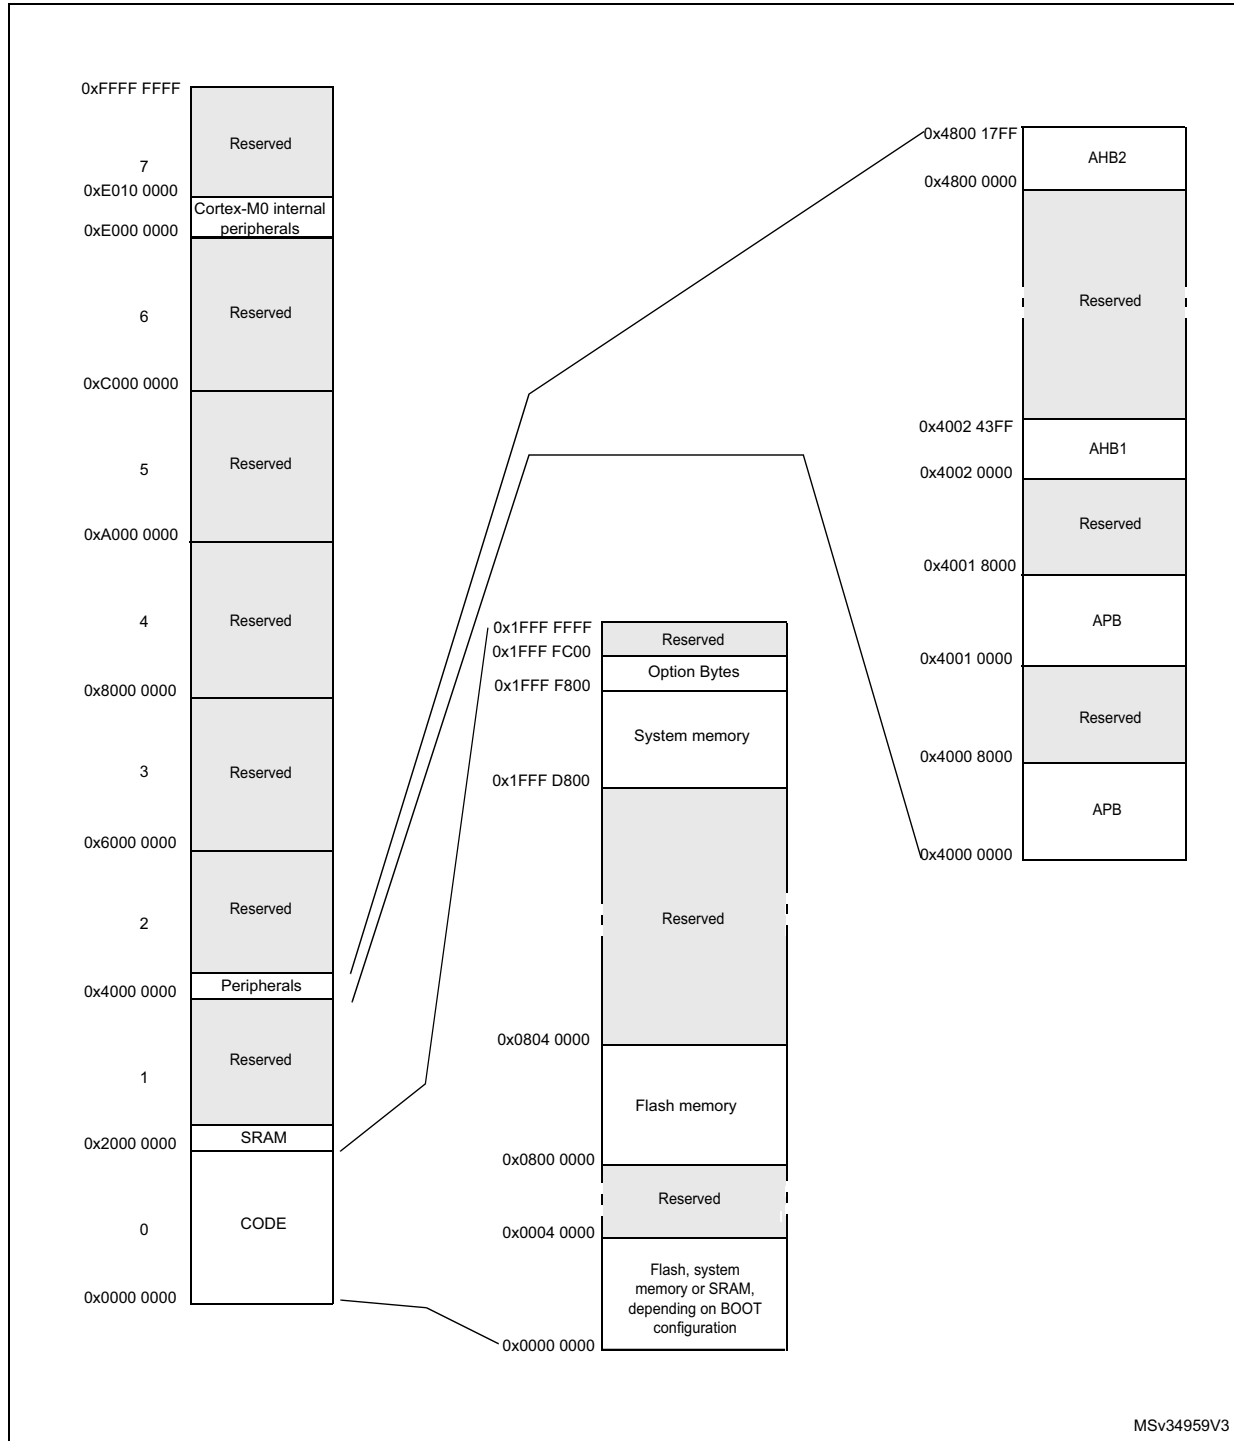 0xFFFF FFFF
Reserved
7
0xE010 0000
Cortex-M0 internal
peripherals
0xE000 0000
Reserved
6
0xC000 0000
Reserved
5
0xA000 0000
Reserved
4
0x8000 0000
Reserved
3
0x6000 0000
Reserved
2
Peripherals
0x4000 0000
Reserved
1
SRAM
0x2000 0000
CODE
0
0x0000 0000
0x1FFF FFFF
Reserved
0x1FFF FC00
Option Bytes
0x1FFF F800
System memory
0x1FFF D800
Reserved
0x0804 0000
Flash memory
0x0800 0000
Reserved
0x0004 0000
Flash, system
memory or SRAM,
depending on BOOT
configuration
0x0000 0000
0x4800 17FF
AHB2
0x4800 0000
Reserved
0x4002 43FF
AHB1
0x4002 0000
Reserved
0x4001 8000
APB
0x4001 0000
Reserved
0x4000 8000
APB
0x4000 0000
MSv34959V3